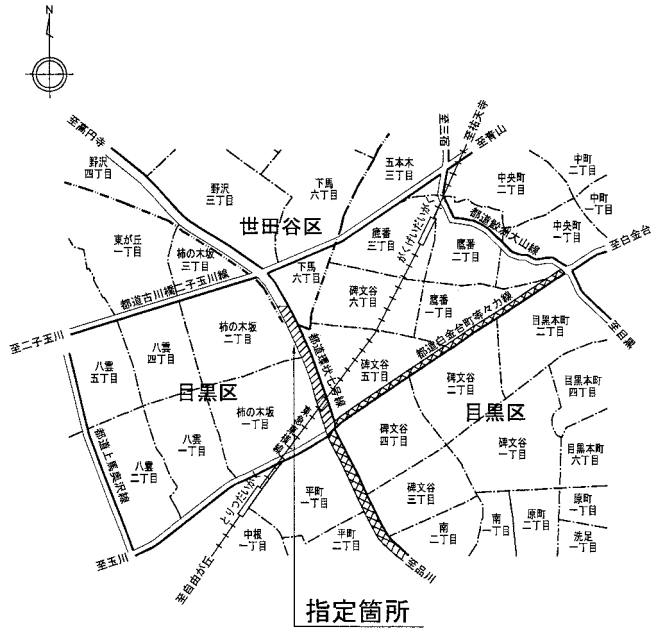 N
至高円寺
野沢
四丁目
野沢
三丁目
下馬
六丁目
五本木
三丁目
至三宿
至祐天寺
至青山
中央町
二丁目
中町
二丁目
中町
一丁目
世田谷区
東が丘
一丁目
柿の木坂
三丁目
下馬
六丁目
鷹番
三丁目
がくげいだいがく
鷹番
二丁目
都道鮫洲大山線
中央町
一丁目
至白金台
都道古川橋二子玉川線
碑文谷
六丁目
鷹番
一丁目
至二子玉川
八雲
五丁目
八雲
四丁目
柿の木坂
二丁目
都道環状七号線
碑文谷
五丁目
都道白金台町等々力線
目黒本町
二丁目
至目黒
目黒区
柿の木坂
一丁目
東急東横線
碑文谷
四丁目
碑文谷
二丁目
目黒区
目黒本町
四丁目
都道上馬奥沢線
八雲
二丁目
八雲
一丁目
とりつだいがく
碑文谷
一丁目
目黒本町
六丁目
平町
一丁目
碑文谷
三丁目
原町
一丁目
至玉川
中根
一丁目
平町
二丁目
南
二丁目
南
一丁目
原町
二丁目
洗足
一丁目
至自由が丘
至品川
指定箇所